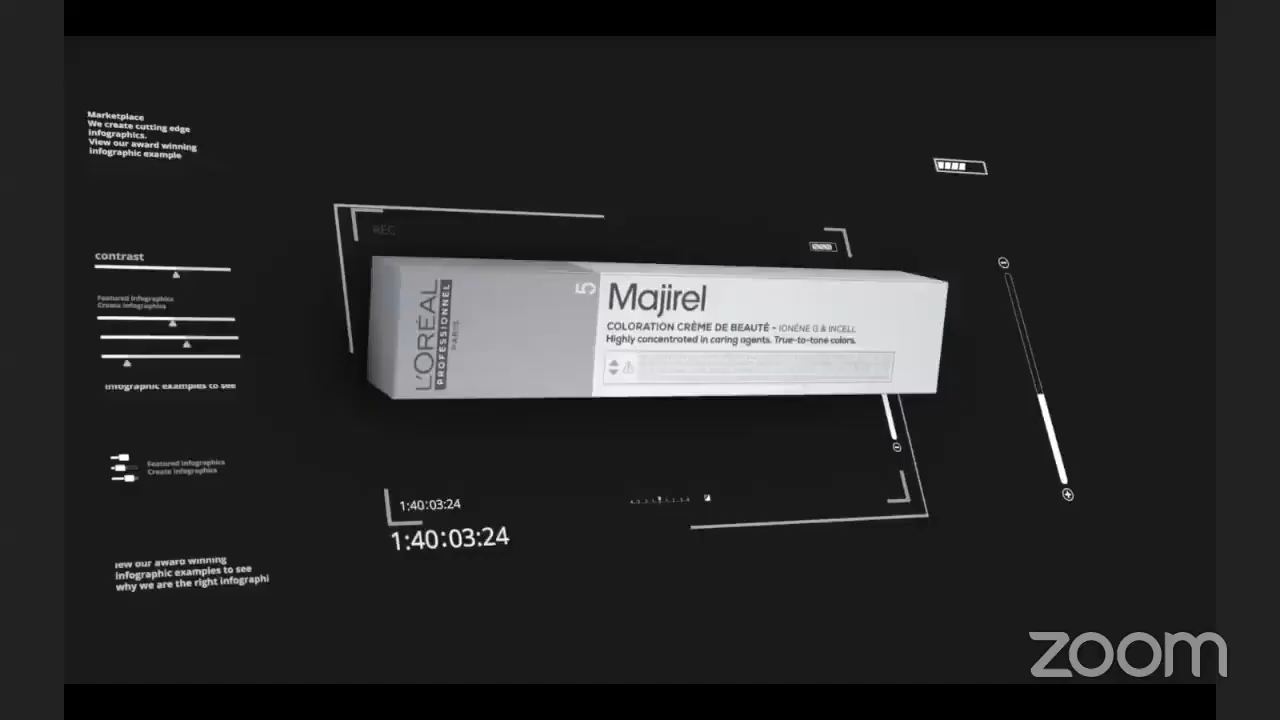 Marketplace
We create cutting edge
infographics.
View our award winning
infographic example
REC
contrast
Featured infographics
Create infographics
infographic examples to see
Featured infographics
Create infographics
iew our award winning
infographic examples to see
why we are the right infographi
L'ORÉAL
PROFESSIONNEL
PARIS
5
Majirel
COLORATION CRÈME DE BEAUTÉ - IONÈNE G & INCELL
Highly concentrated in caring agents. True-to-tone colors.
1:40:03:24
1:40:03:24
zoom